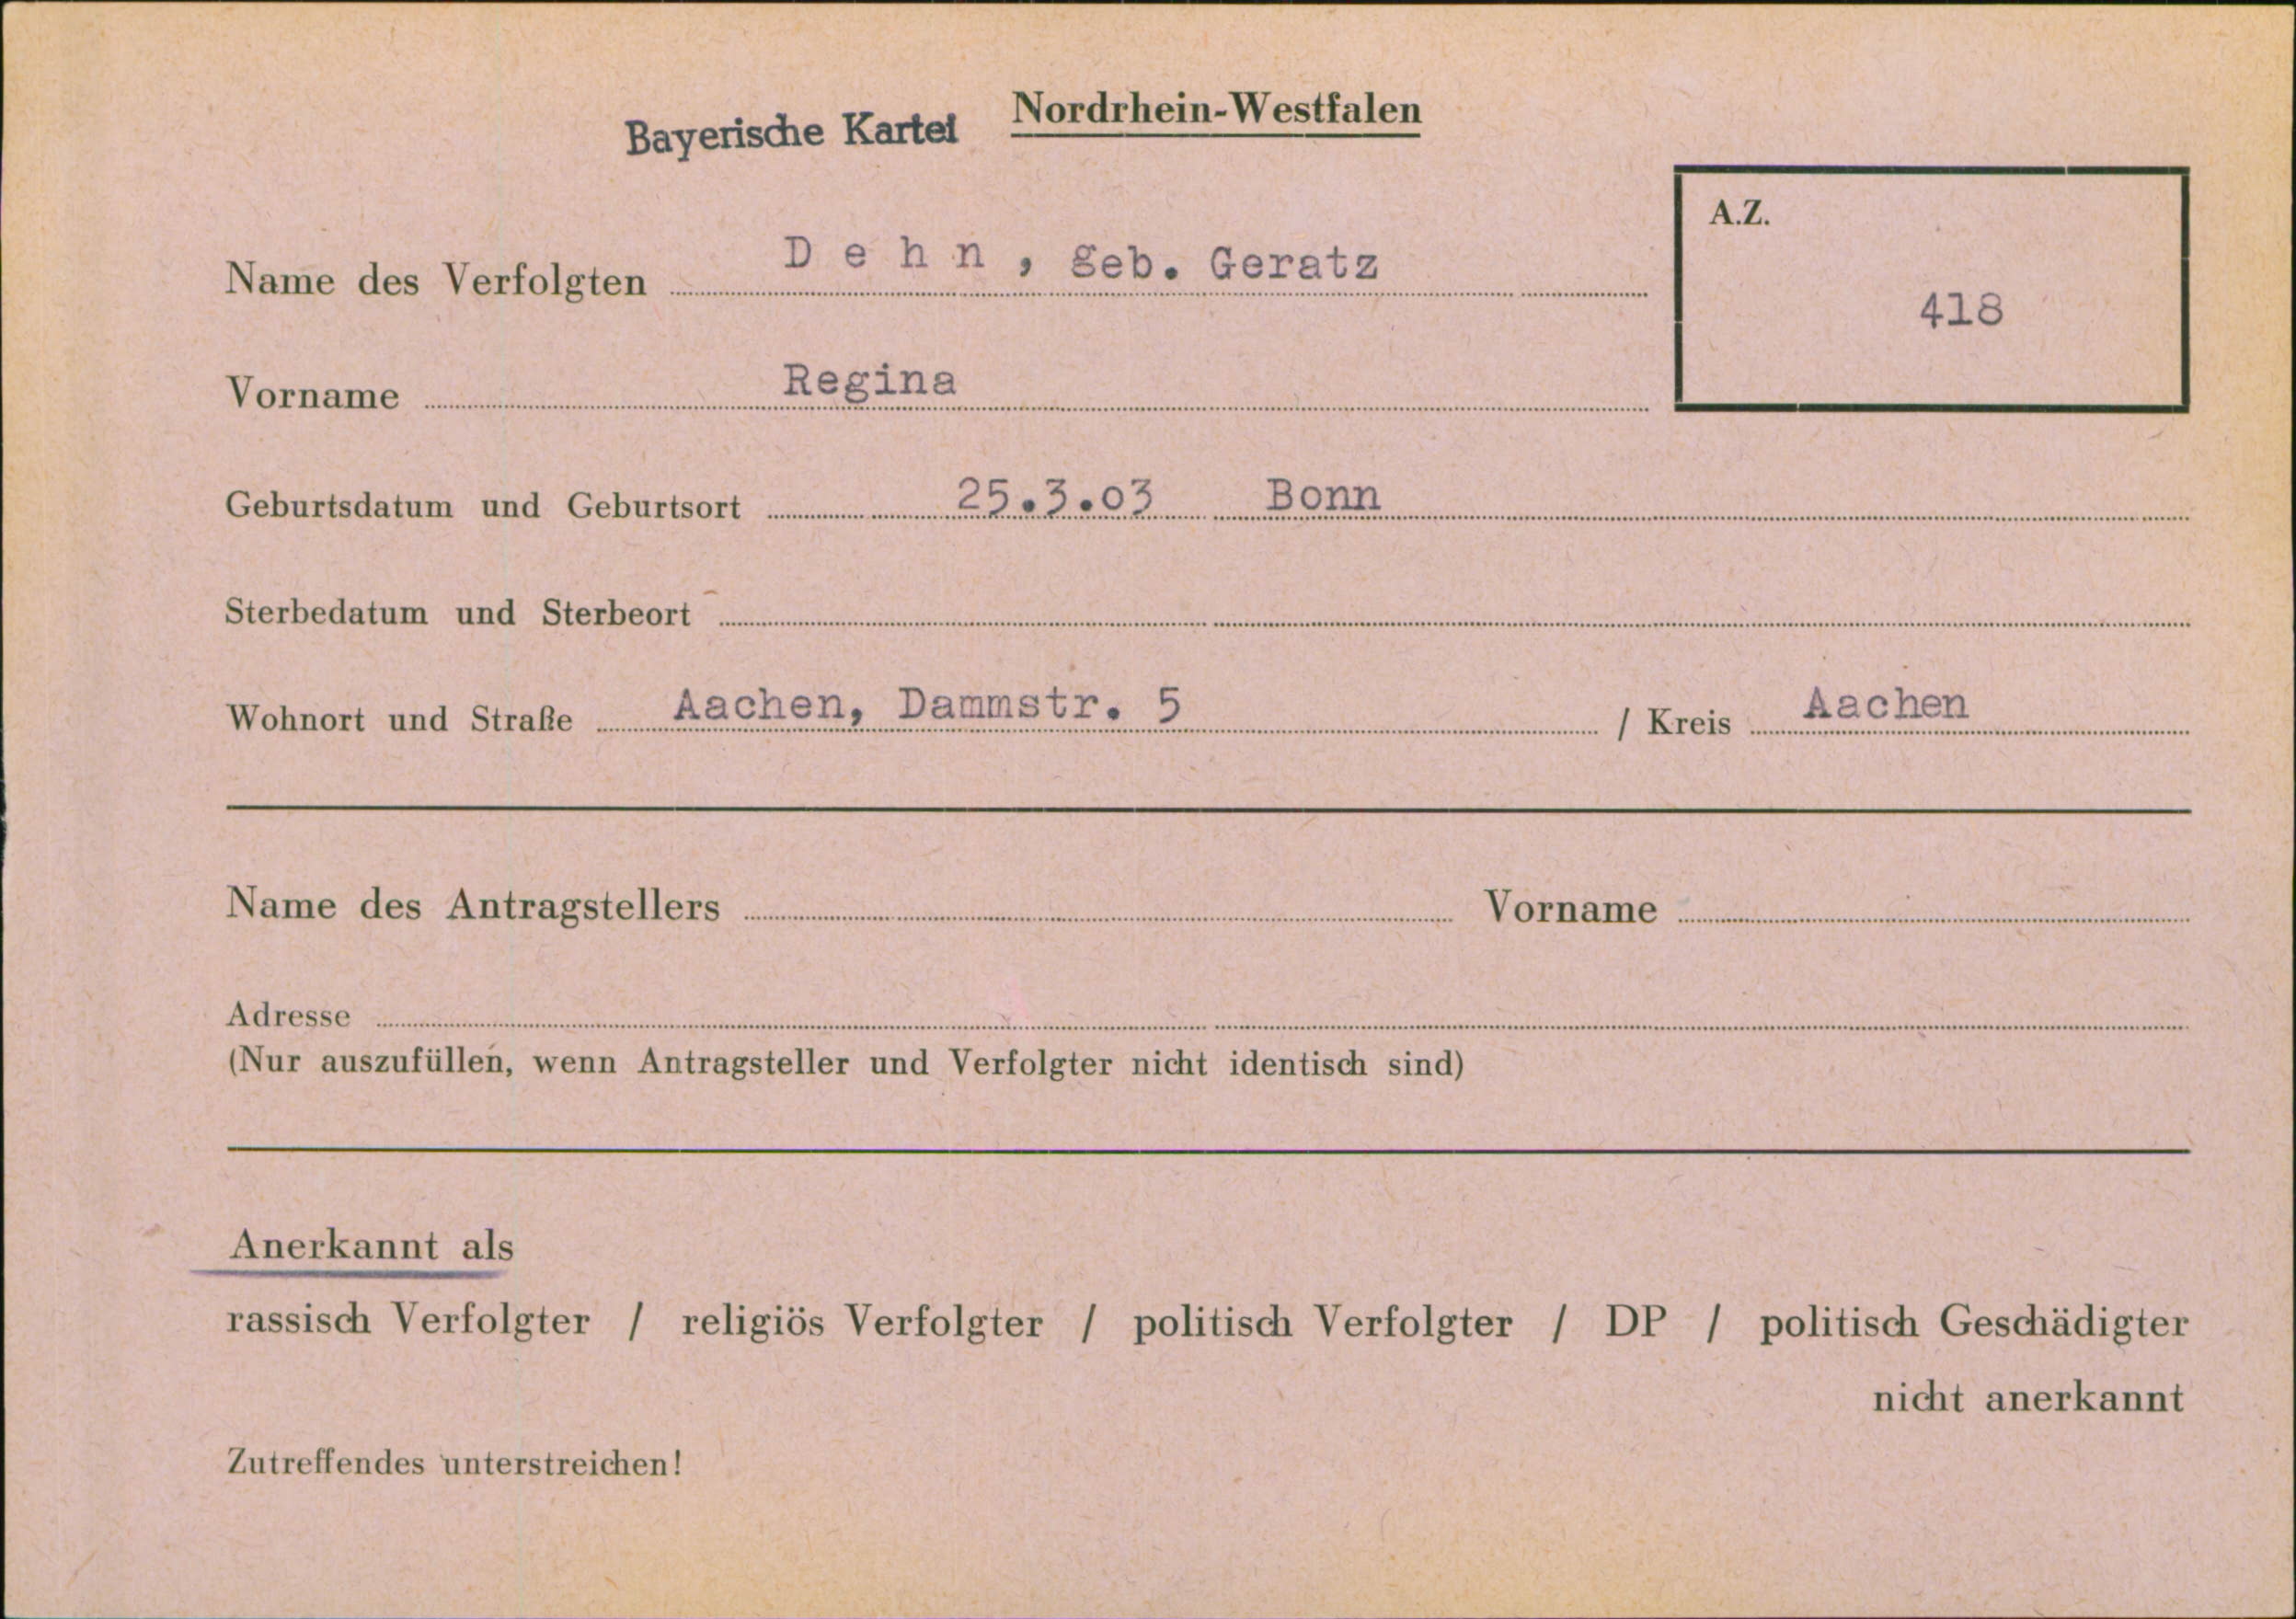 Nordrhein-Westfalen
Bayerische Kartei
A.Z.
Name des Verfolgten D e h n , geb. Geratz
418
Vorname Regina
Geburtsdatum und Geburtsort 25.3.03 Bonn
Sterbedatum und Sterbeort
Wohnort und Straße Aachen, Dammstr. 5 / Kreis Aachen
Name des Antragstellers Vorname
Adresse
(Nur auszufüllen, wenn Antragsteller und Verfolgter nicht identisch sind)
Anerkannt als
rassisch Verfolgter / religiös Verfolgter / politisch Verfolgter / DP / politisch Geschädigter
nicht anerkannt
Zutreffendes unterstreichen!